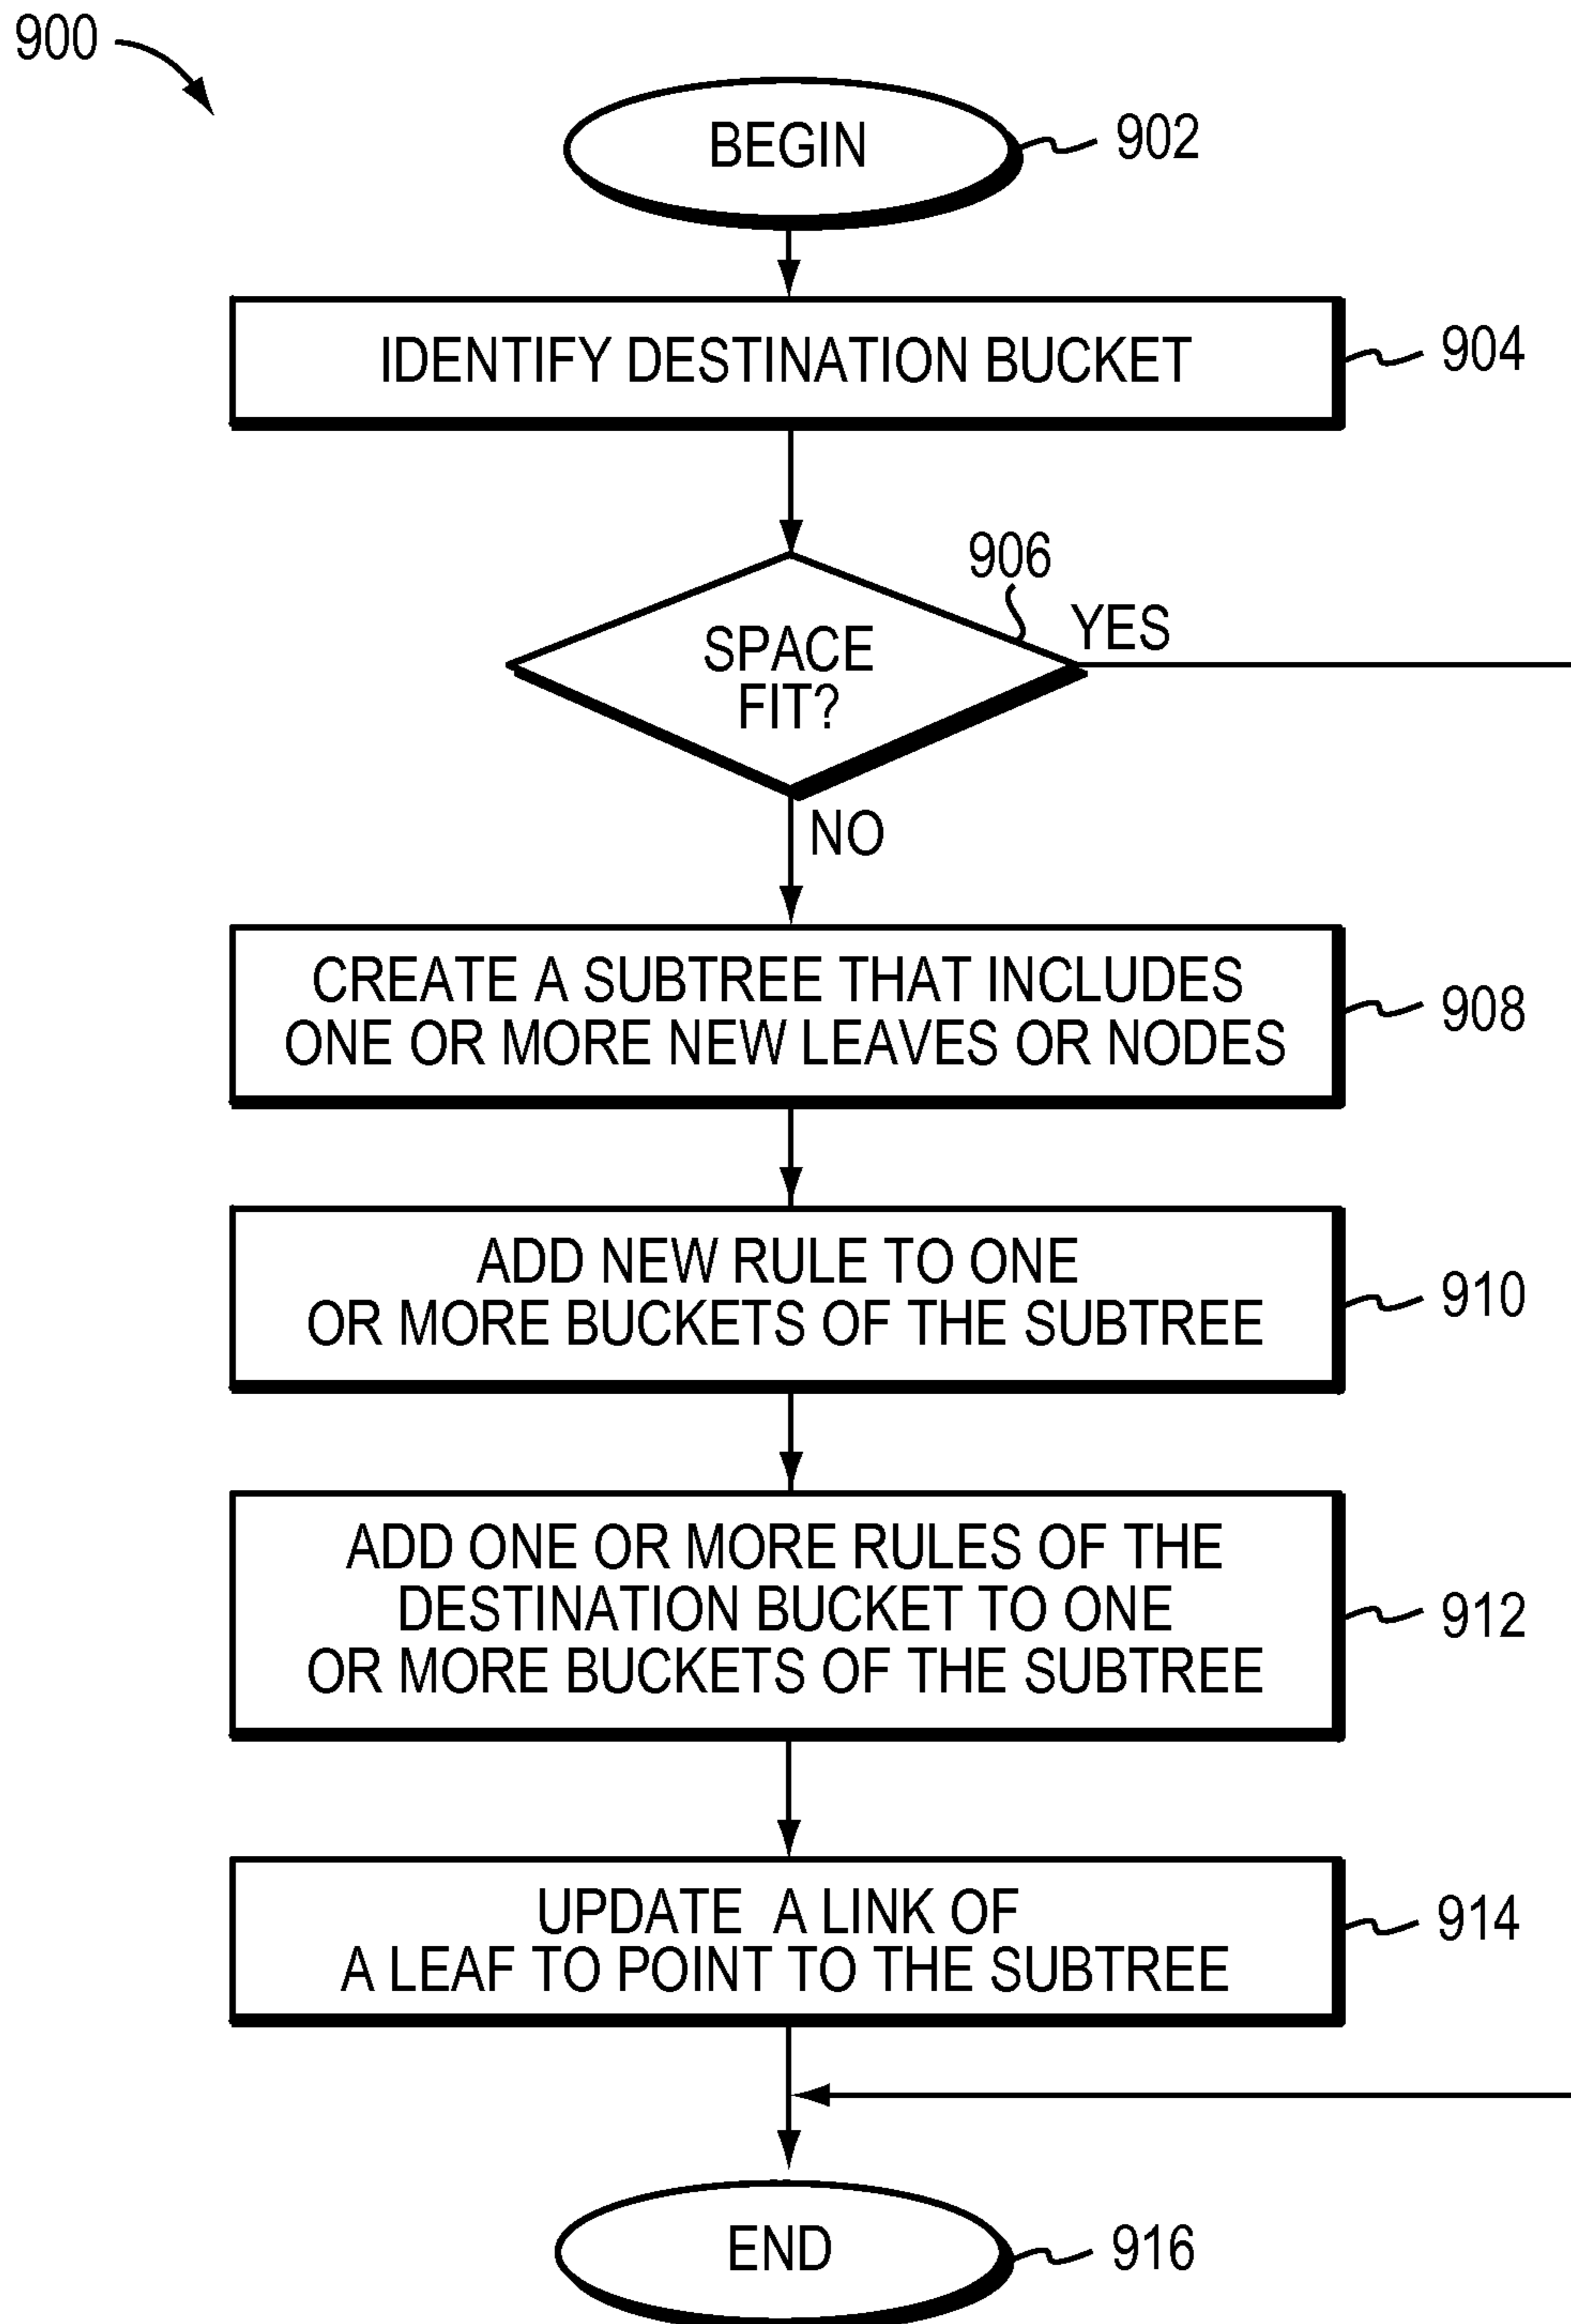 900
BEGIN
902
IDENTIFY DESTINATION BUCKET
904
906
YES
SPACE
FIT?
NO
CREATE A SUBTREE THAT INCLUDES
ONE OR MORE NEW LEAVES OR NODES
908
ADD NEW RULE TO ONE
OR MORE BUCKETS OF THE SUBTREE
910
ADD ONE OR MORE RULES OF THE
DESTINATION BUCKET TO ONE
OR MORE BUCKETS OF THE SUBTREE
912
UPDATE A LINK OF
A LEAF TO POINT TO THE SUBTREE
914
END
916